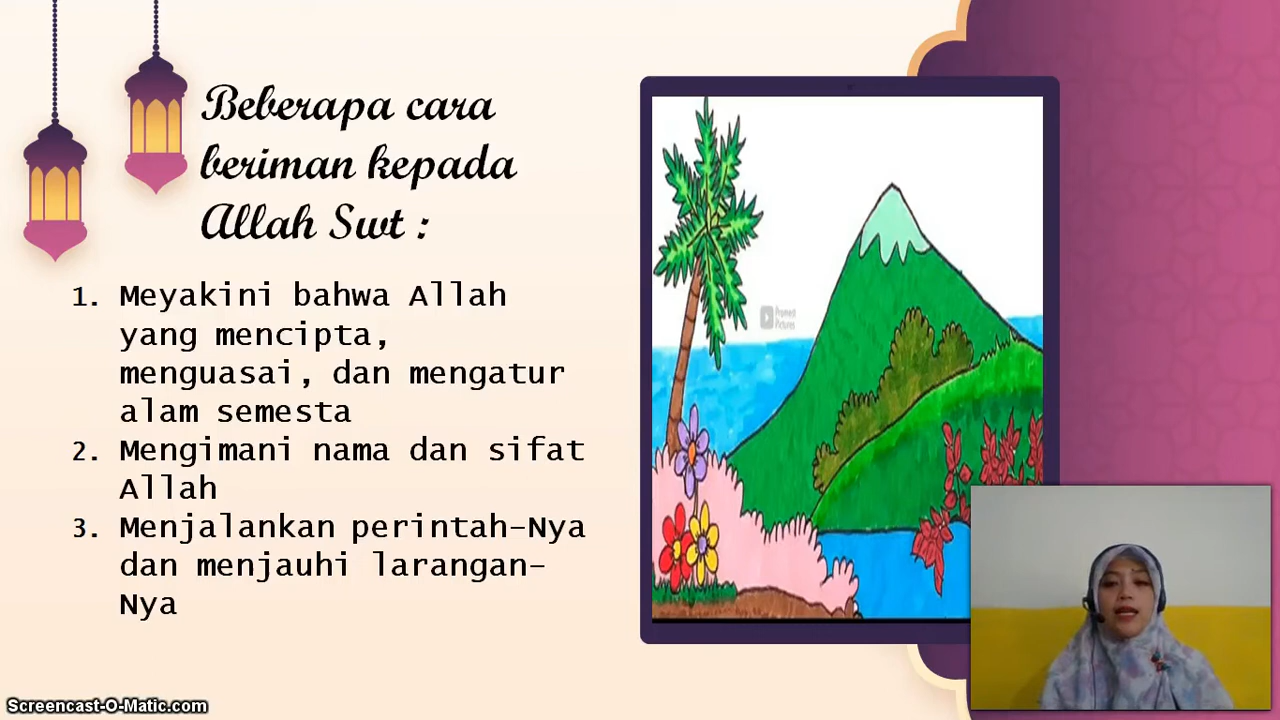 Beberapa cara
beriman kepada
Allah Swt :
1. Meyakini bahwa Allah
yang mencipta,
menguasai, dan mengatur
alam semesta
2. Mengimani nama dan sifat
Allah
3. Menjalankan perintah-Nya
dan menjauhi larangan-
Nya
Pictures
Screencast-O-Matic.com